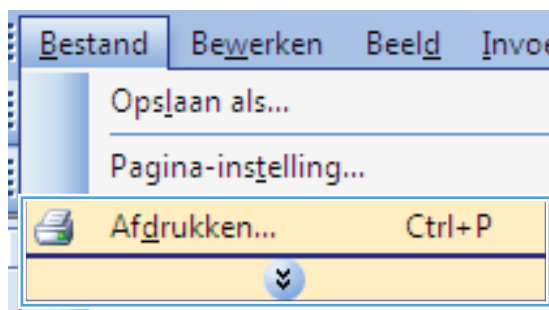 Bestand Bewerken Beeld Invoe
Opslaan als...
Pagina-instelling...
Afdrukken... Ctrl+P